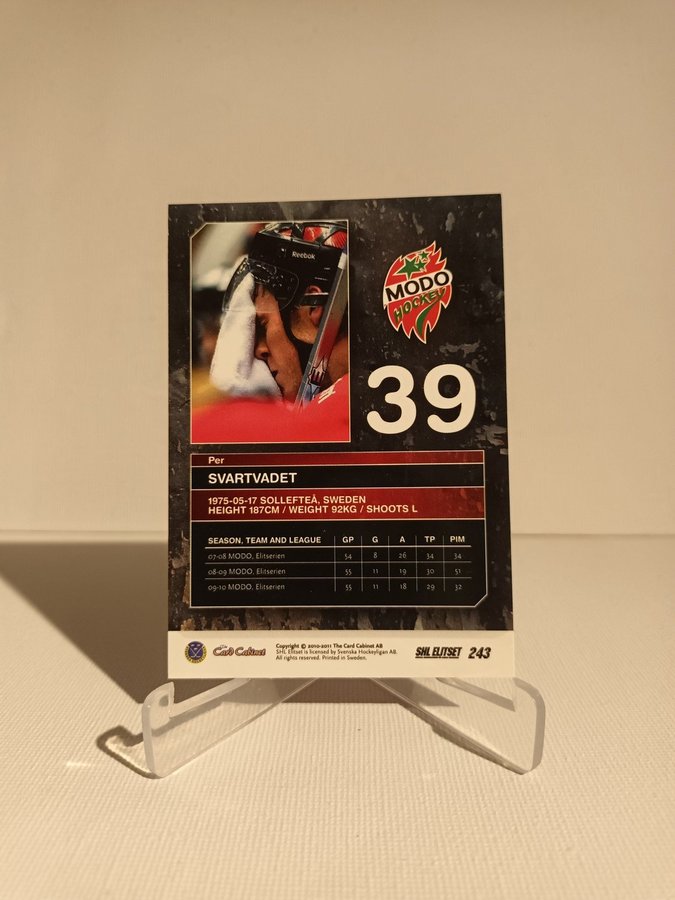 Reebok
MODO
HOCKEY
39
Per
SVARTVADET
1975-05-17 SOLLEFTEÅ, SWEDEN
HEIGHT 187CM / WEIGHT 92KG / SHOOTS L
SEASON, TEAM AND LEAGUE GP G A TP PIM
07-08 MODO, Elitserien 54 8 26 34 34
08-09 MODO, Elitserien 55 11 19 30 51
09-10 MODO, Elitserien 55 11 18 29 32
The Card Cabinet
Copyright © 2010-2011 The Card Cabinet AB
SHL Elitset is licensed by Svenska Hockeyligan AB.
All rights reserved. Printed in Sweden.
SHL ELITSET 243